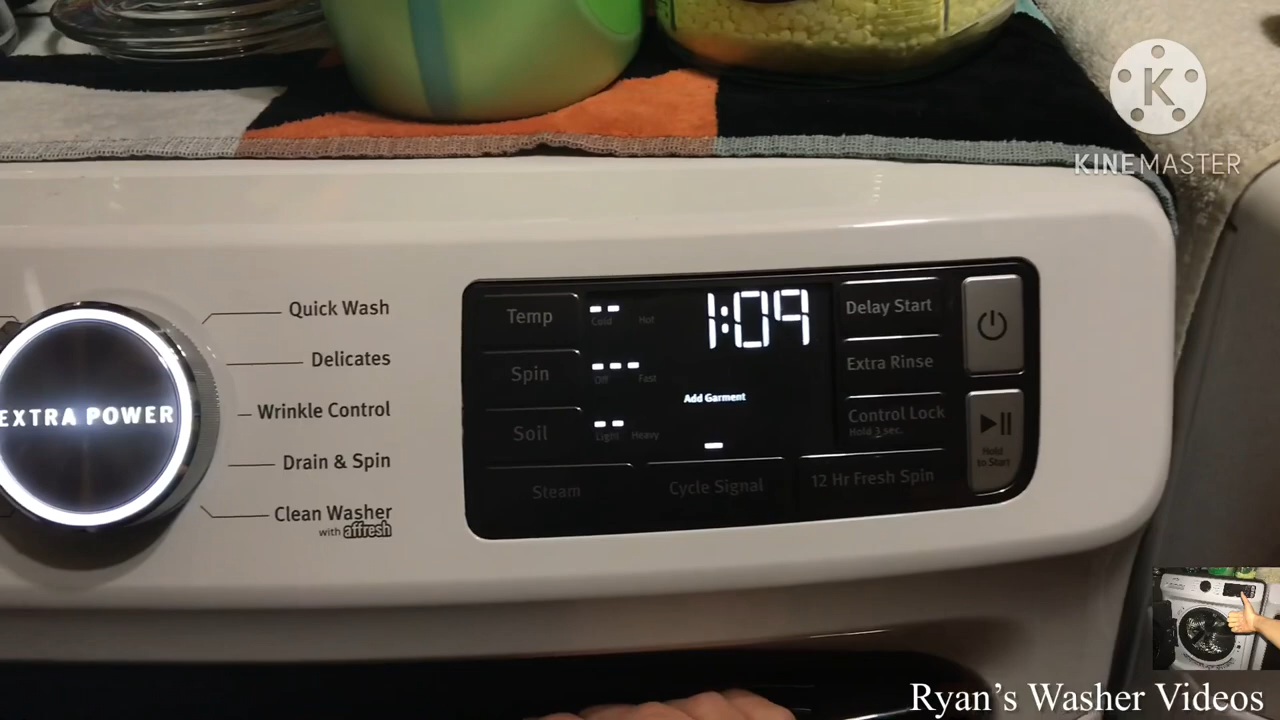 K
KINEMASTER
Quick Wash
Delicates
Wrinkle Control
Drain & Spin
Clean Washer
with affresh
EXTRA POWER
Temp
Cold Hot
1:09
Spin
Off Fast
Add Garment
Soil
Light Heavy
Steam
Cycle Signal
12 Hr Fresh Spin
Delay Start
Extra Rinse
Control Lock
Hold 3 sec.
Hold
to Start
Ryan's Washer Videos